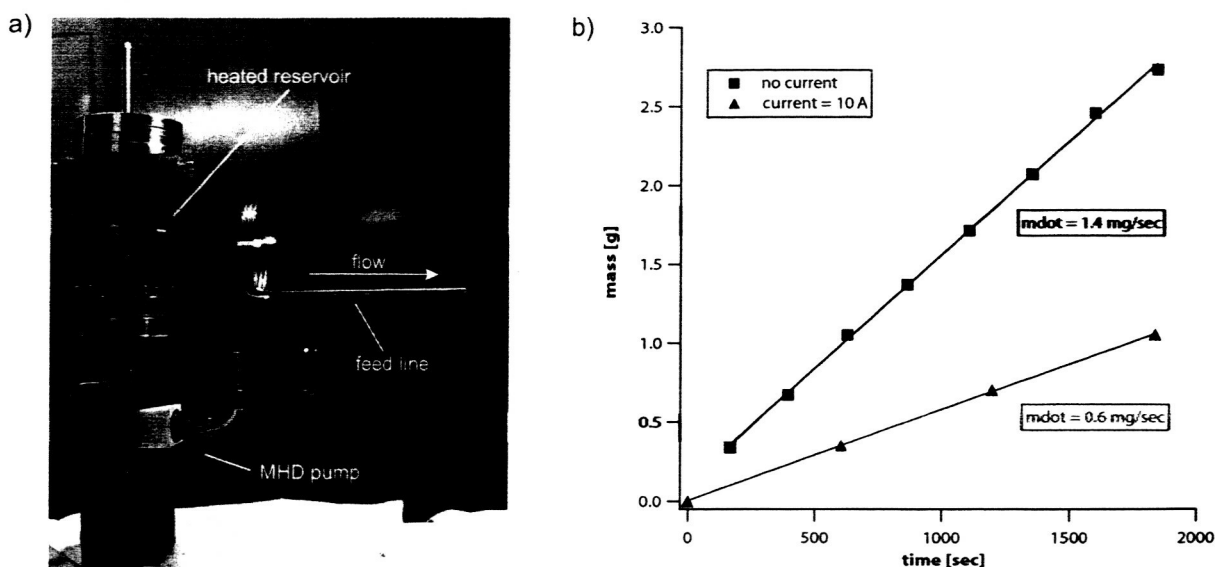 a)
heated reservoir
flow
feed line
MHD pump
b)
3.0
2.5
2.0
1.5
1.0
0.5
0.0
mass [g]
no current
current = 10 A
mdot = 1.4 mg/sec
mdot = 0.6 mg/sec
0
500
1000
1500
2000
time [sec]